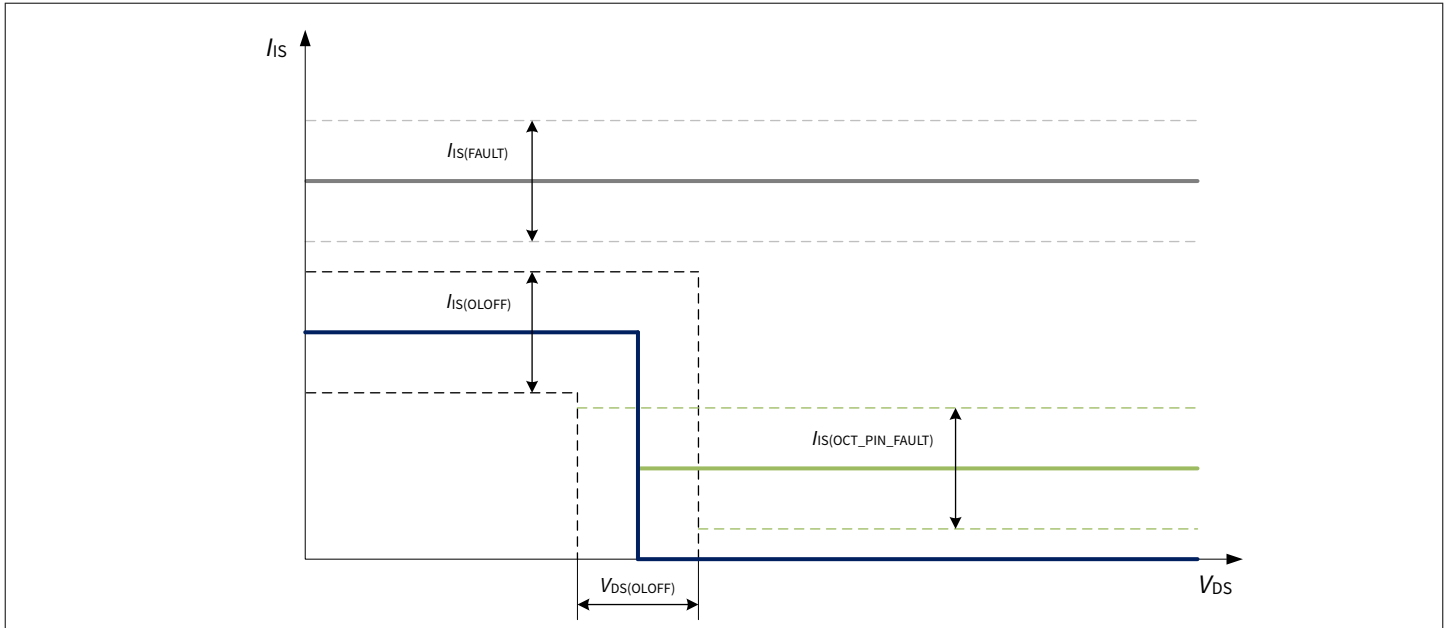 IIS
IIS(FAULT)
IIS(OLOFF)
IIS(OCT_PIN_FAULT)
VDS(OLOFF)
VDS